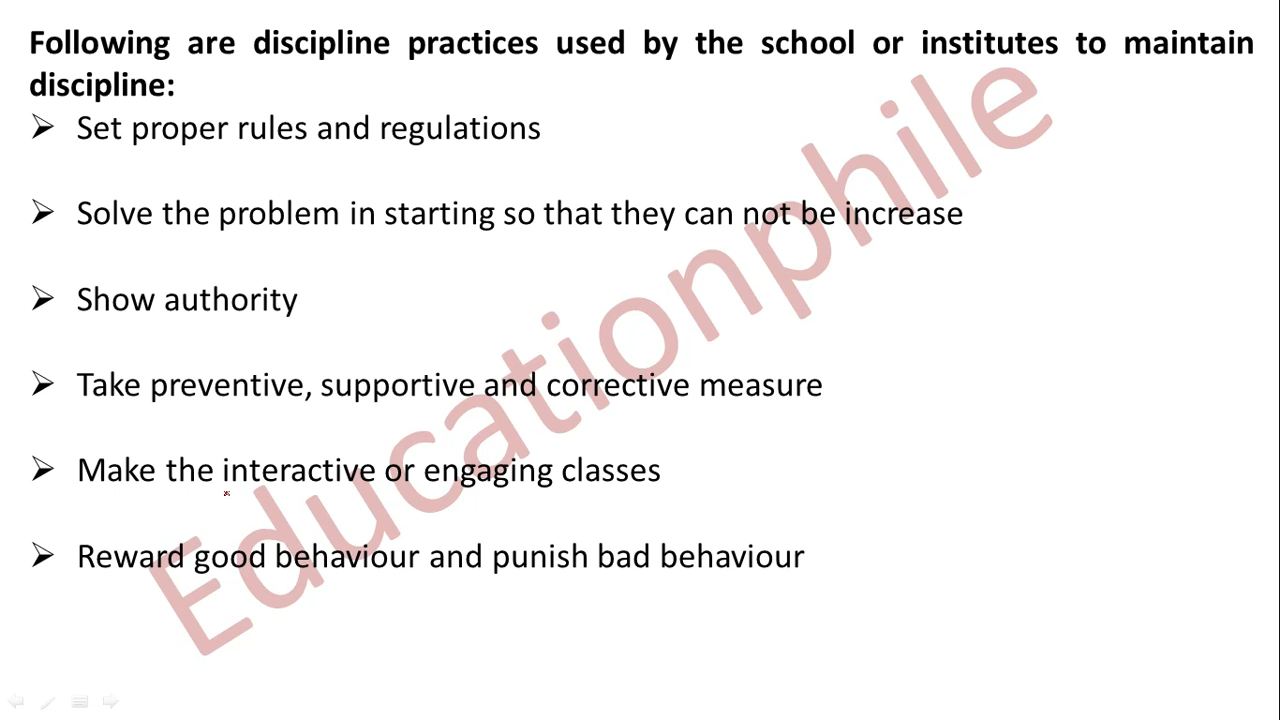 Following are discipline practices used by the school or institutes to maintain
discipline:
➢ Set proper rules and regulations
➢ Solve the problem in starting so that they can not be increase
➢ Show authority
➢ Take preventive, supportive and corrective measure
➢ Make the interactive or engaging classes
➢ Reward good behaviour and punish bad behaviour
Educationphile